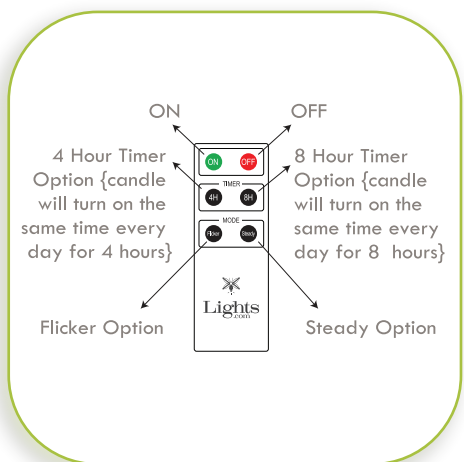 ON
OFF
4 Hour Timer
Option {candle
will turn on the
same time every
day for 4 hours}
8 Hour Timer
Option {candle
will turn on the
same time every
day for 8 hours}
ON
OFF
TIMER
4H
8H
MODE
Flicker
Steady
Lights
.com
Flicker Option
Steady Option